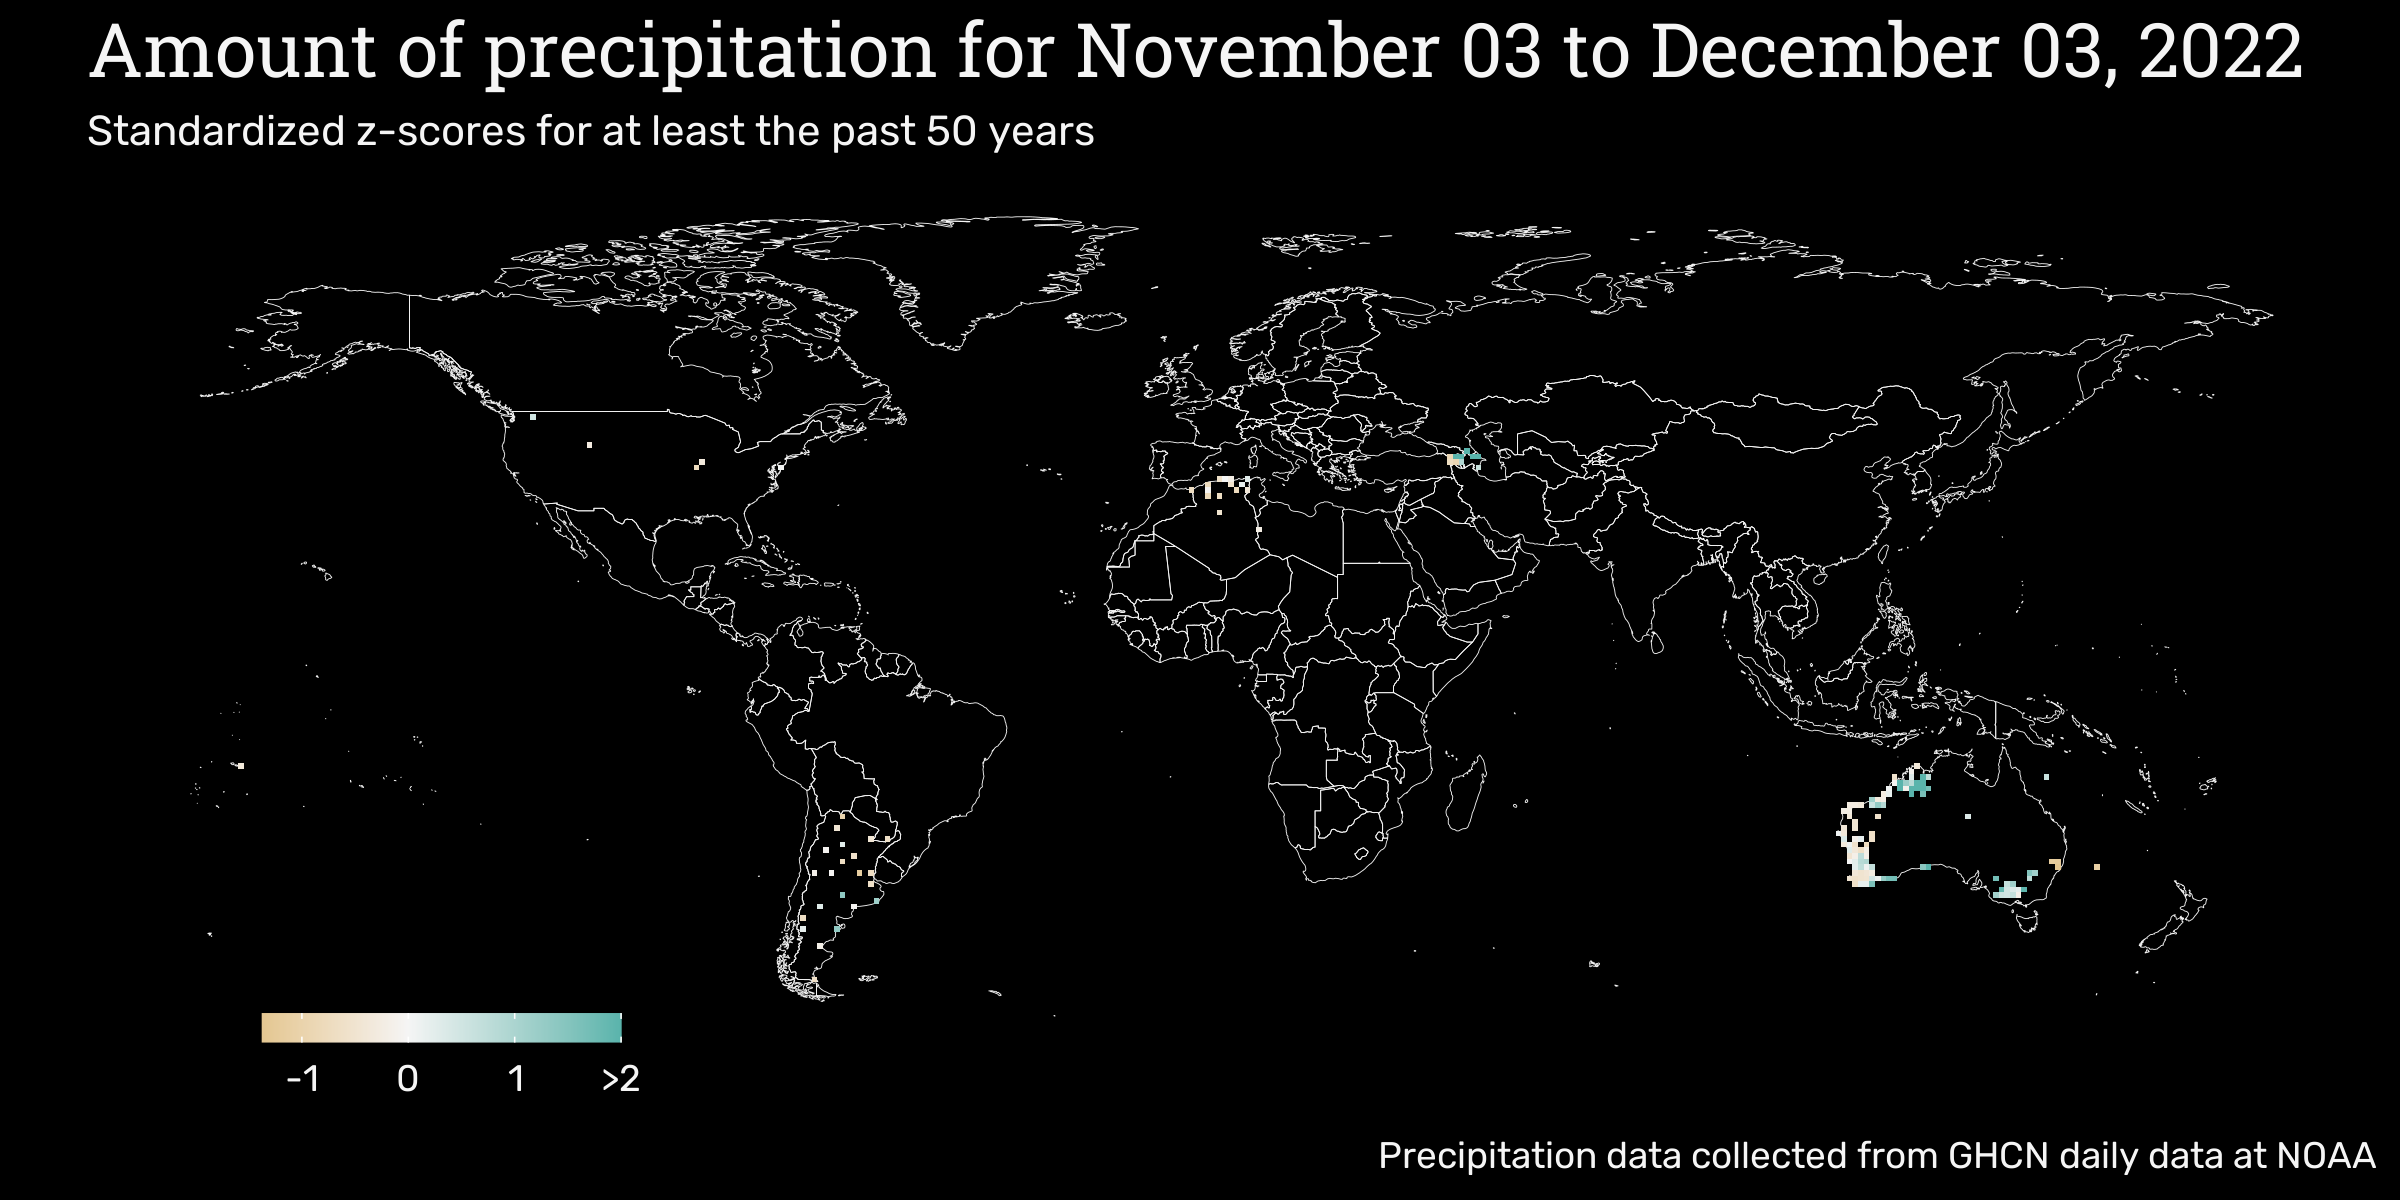 Amount of precipitation for November 03 to December 03, 2022
Standardized z-scores for at least the past 50 years
-1 0 1 >2
Precipitation data collected from GHCN daily data at NOAA